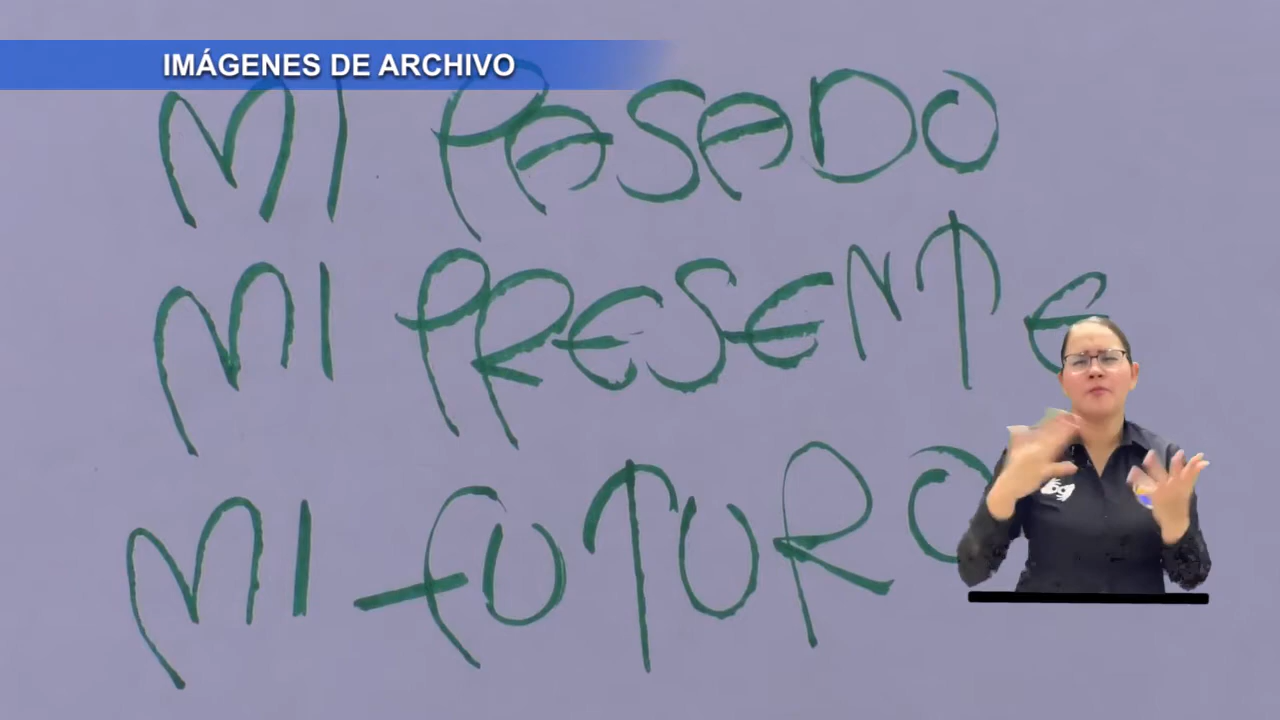 IMÁGENES DE ARCHIVO
MI PASADO
MI PRESENTE
MI FUTURO